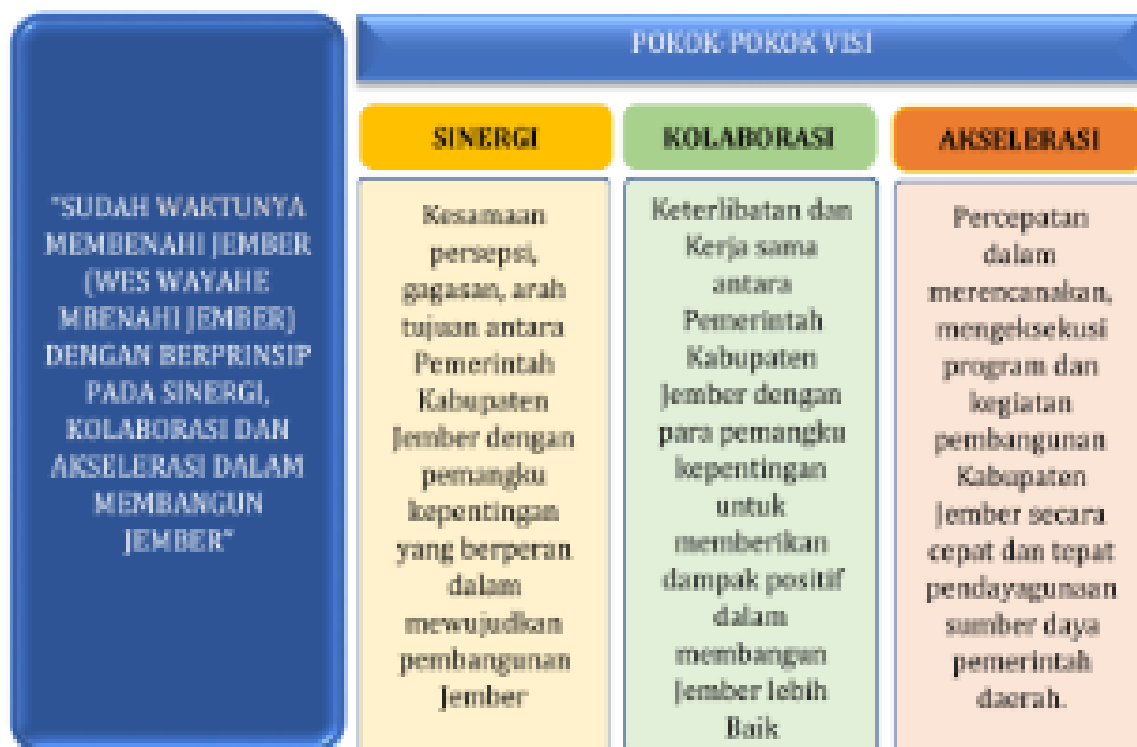 "SUDAH WAKTUNYA
MEMBENAHI JEMBER
(WES WAYAHE
MBENAHI JEMBER)
DENGAN BERPRINSIP
PADA SINERGI,
KOLABORASI DAN
AKSELERASI DALAM
MEMBANGUN
JEMBER"
POKOK-POKOK VISI
SINERGI
Kesamaan
persepsi,
gagasan, arah
tujuan antara
Pemerintah
Kabupaten
Jember dengan
pemangku
kepentingan
yang berperan
dalam
mewujudkan
pembangunan
Jember
KOLABORASI
Keterlibatan dan
Kerja sama
antara
Pemerintah
Kabupaten
Jember dengan
para pemangku
kepentingan
untuk
memberikan
dampak positif
dalam
membangun
Jember lebih
Baik
AKSELERASI
Percepatan
dalam
merencanakan,
mengeksekusi
program dan
kegiatan
pembangunan
Kabupaten
Jember secara
cepat dan tepat
pendayagunaan
sumber daya
pemerintah
daerah.